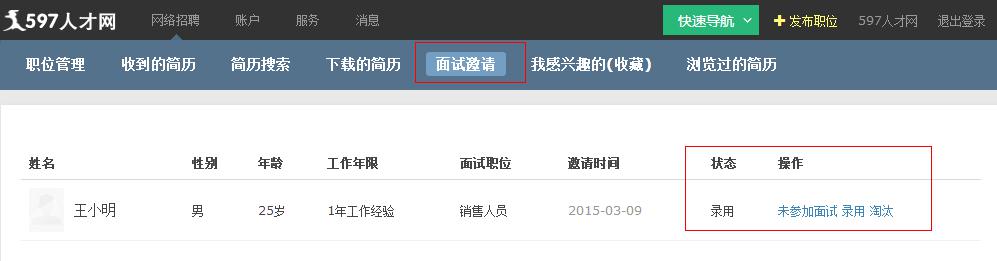 597人才网 网络招聘 账户 服务 消息 快速导航 发布职位 597人才网 退出登录
职位管理 收到的简历 简历搜索 下载的简历 面试邀请 我感兴趣的(收藏) 浏览过的简历
姓名 性别 年龄 工作年限 面试职位 邀请时间 状态 操作
王小明 男 25岁 1年工作经验 销售人员 2015-03-09 录用 未参加面试 录用 淘汰